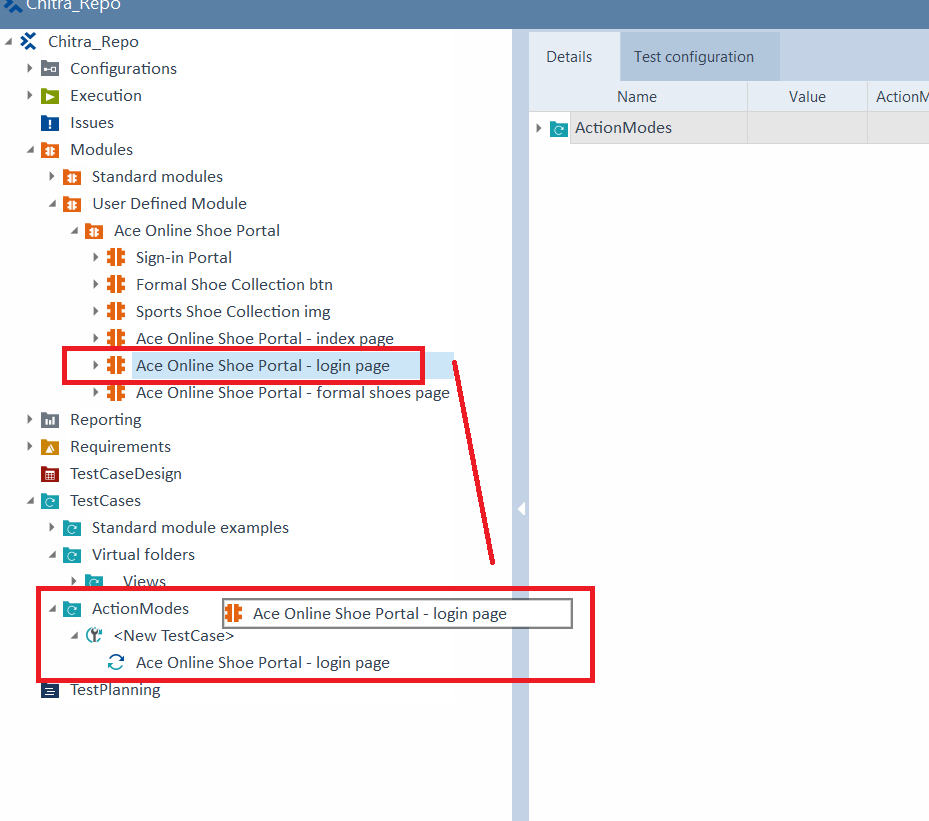 Chitra_Repo
Chitra_Repo
Configurations
Execution
Issues
Modules
Standard modules
User Defined Module
Ace Online Shoe Portal
Sign-in Portal
Formal Shoe Collection btn
Sports Shoe Collection img
Ace Online Shoe Portal - index page
Ace Online Shoe Portal - login page
Ace Online Shoe Portal - formal shoes page
Reporting
Requirements
TestCaseDesign
TestCases
Standard module examples
Virtual folders
Views
ActionModes
Ace Online Shoe Portal - login page
<New TestCase>
Ace Online Shoe Portal - login page
TestPlanning
Details
Test configuration
Name Value ActionM
ActionModes